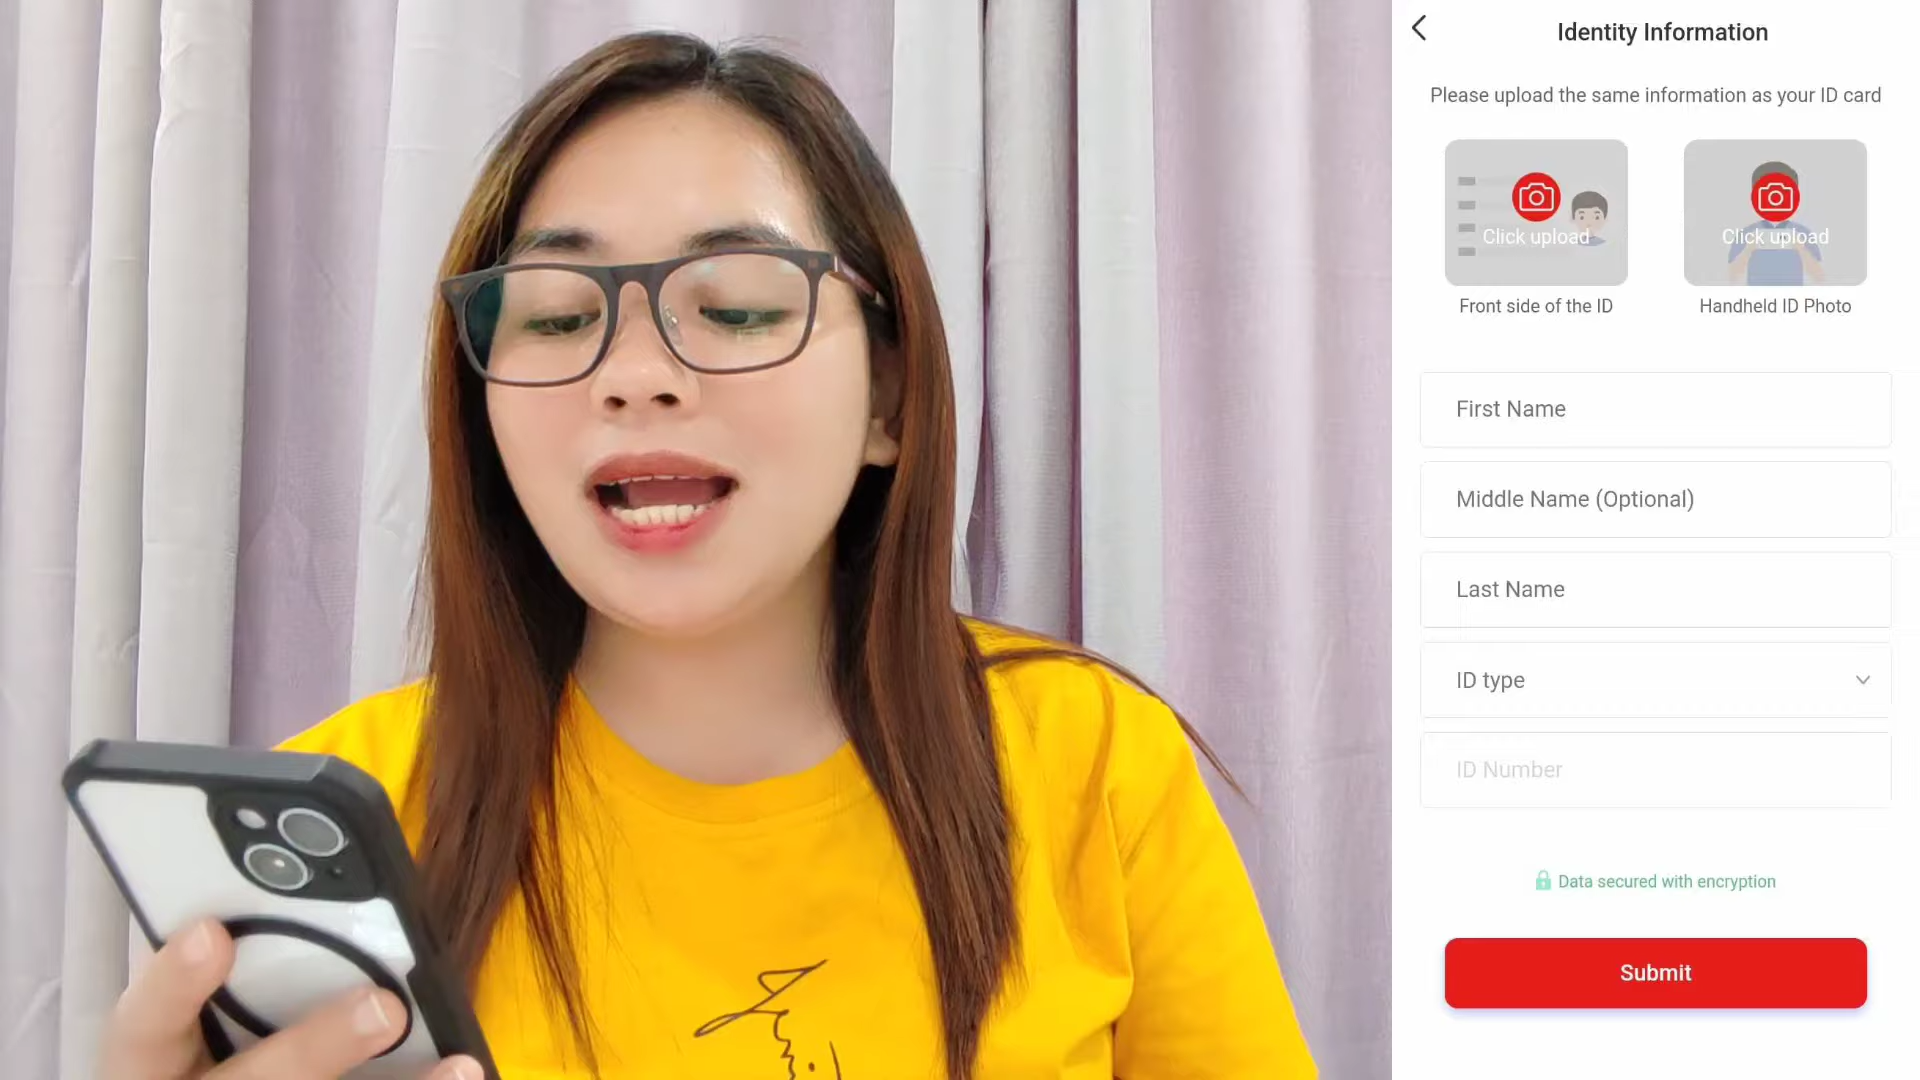 Identity Information
Please upload the same information as your ID card
Click upload
Click upload
Front side of the ID
Handheld ID Photo
First Name
Middle Name (Optional)
Last Name
ID type
ID Number
Data secured with encryption
Submit